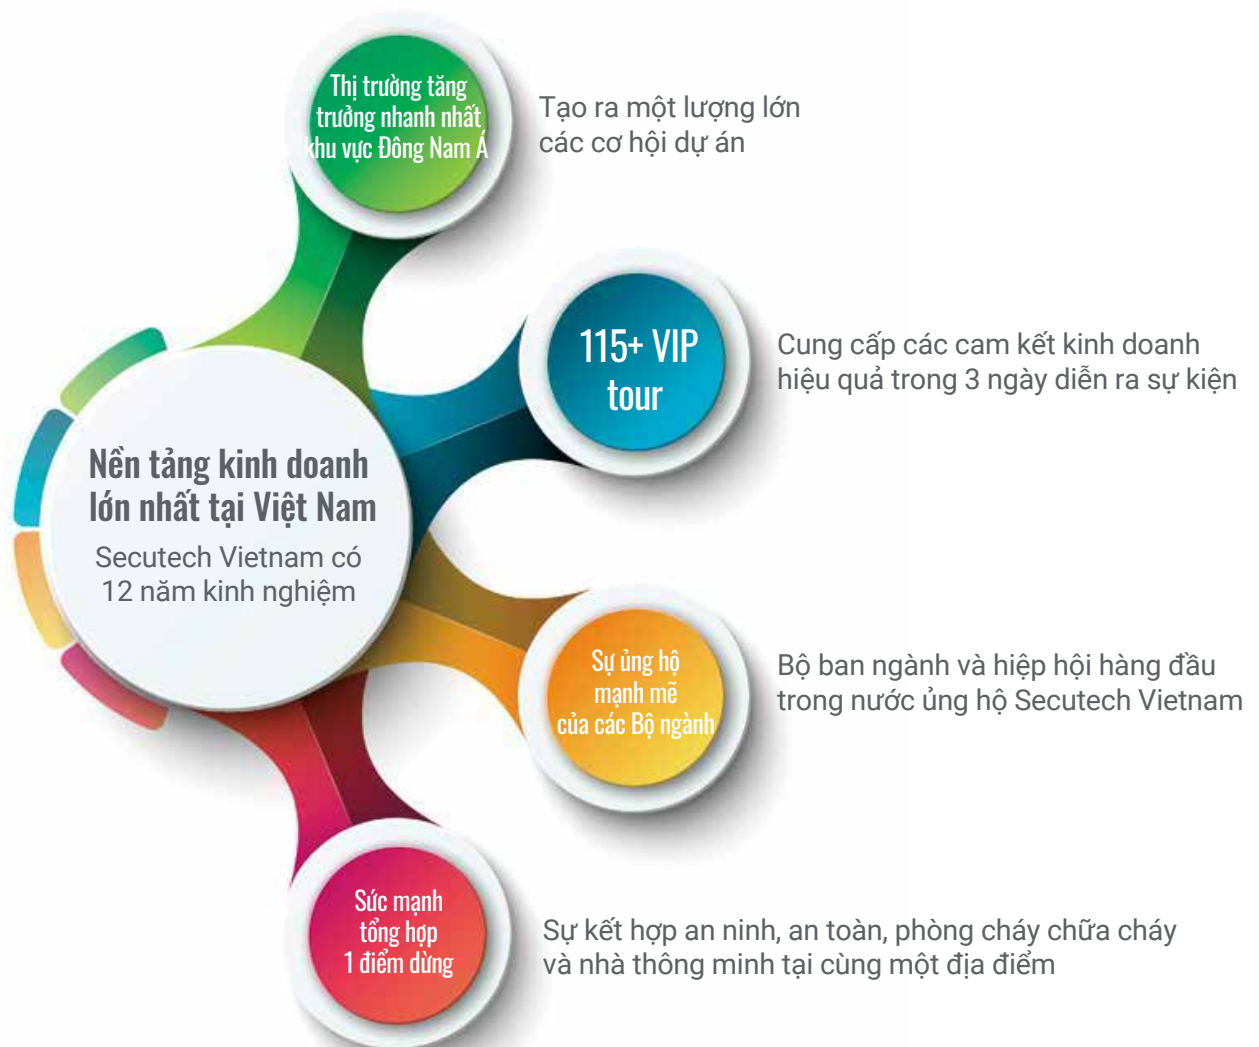 Thị trường tăng
trưởng nhanh nhất
khu vực Đông Nam Á
Tạo ra một lượng lớn
các cơ hội dự án
115+ VIP
tour
Cung cấp các cam kết kinh doanh
hiệu quả trong 3 ngày diễn ra sự kiện
Nền tảng kinh doanh
lớn nhất tại Việt Nam
Secutech Vietnam có
12 năm kinh nghiệm
Sự ủng hộ
mạnh mẽ
của các Bộ ngành
Bộ ban ngành và hiệp hội hàng đầu
trong nước ủng hộ Secutech Vietnam
Sức mạnh
tổng hợp
1 điểm dừng
Sự kết hợp an ninh, an toàn, phòng cháy chữa cháy
và nhà thông minh tại cùng một địa điểm